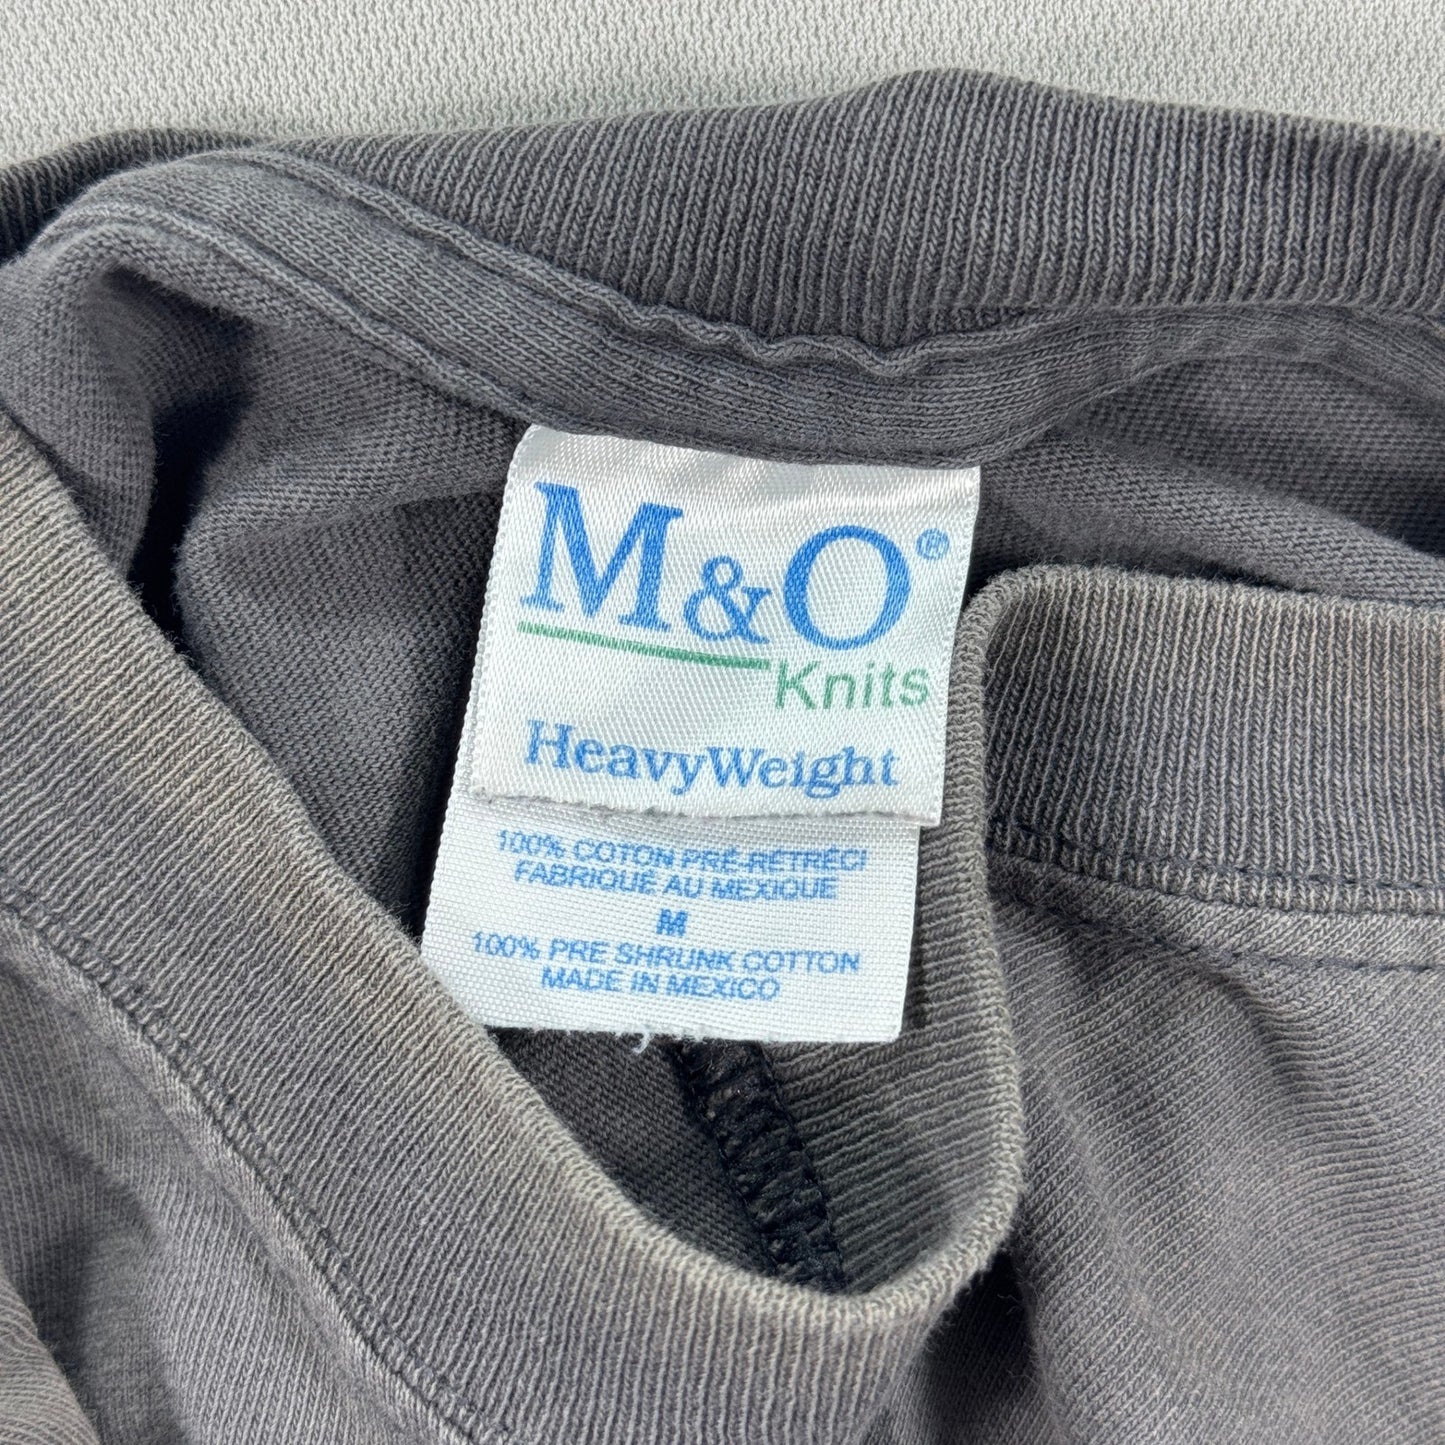 M&O®
Knits
HeavyWeight
100% COTON PRÉ-RÉTRÉCI
FABRIQUÉ AU MEXIQUE
M
100% PRE SHRUNK COTTON
MADE IN MEXICO